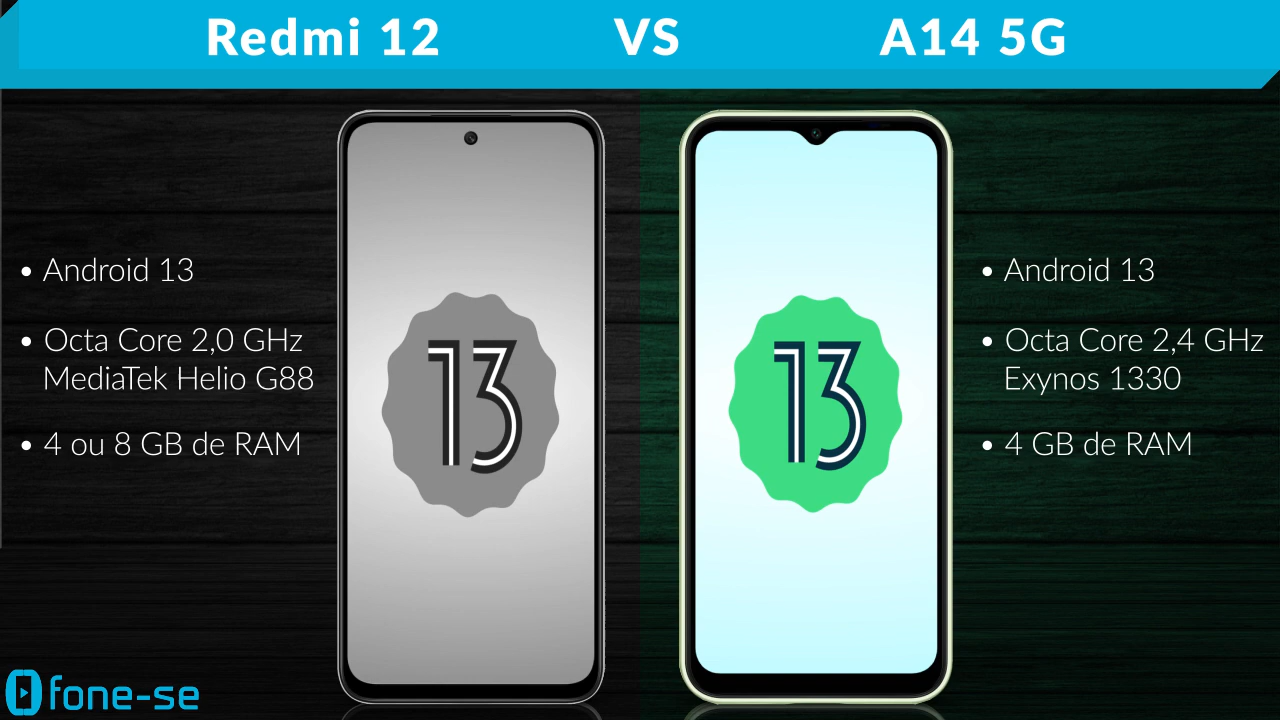 Redmi 12 VS A14 5G
• Android 13
• Octa Core 2,0 GHz
MediaTek Helio G88
• 4 ou 8 GB de RAM
13
13
• Android 13
• Octa Core 2,4 GHz
Exynos 1330
• 4 GB de RAM
fone-se